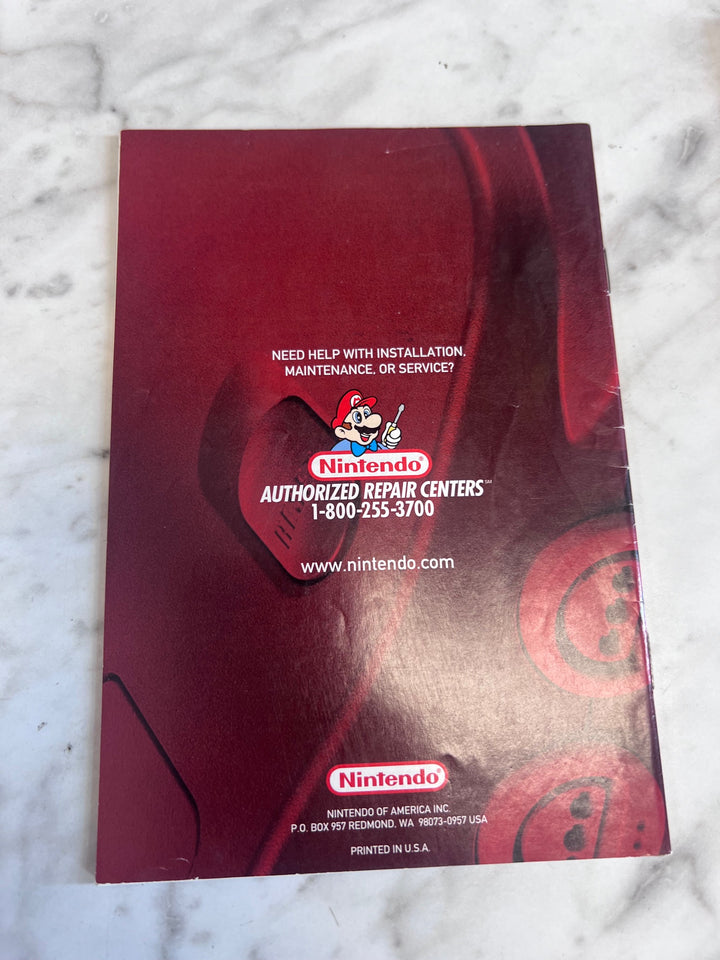 NEED HELP WITH INSTALLATION,
MAINTENANCE, OR SERVICE?
Nintendo®
AUTHORIZED REPAIR CENTERS℠
1-800-255-3700
www.nintendo.com
Nintendo®
NINTENDO OF AMERICA INC.
P.O. BOX 957 REDMOND, WA 98073-0957 USA
PRINTED IN U.S.A.